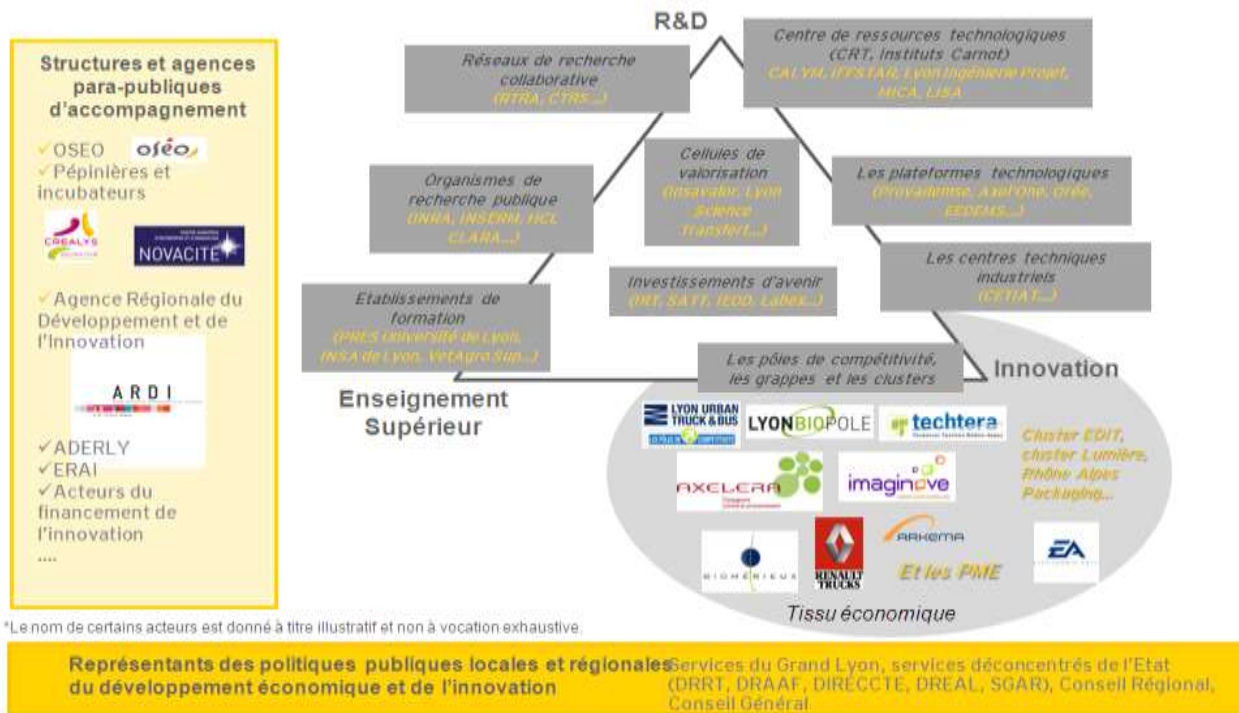 R&D
Structures et agences
para-publiques
d'accompagnement
✓OSEO
oséo
✓Pépinières et
incubateurs
CREALYS
NOVACITÉ
✓Agence Régionale du
Développement et de
l'Innovation
ARDI
✓ADERLY
✓ERAI
✓Acteurs du
financement de
l'innovation
....
Réseaux de recherche
collaborative
(RTRA, CTRS...)
Centre de ressources technologiques
(CRT, Instituts Carnot)
CALYM, IFFSTAR, Lyon Ingénierie Projet,
MICA, LISA
Organismes de
recherche publique
(INRA, INSERM, HCL
CLARA...)
Cellules de
valorisation
(Insavalor, Lyon
Science
Transfert...)
Les plateformes technologiques
(Provademse, Axel'One, Orée,
EEDEMS...)
Etablissements de
formation
(PRES Université de Lyon,
INSA de Lyon, VetAgro Sup...)
Investissements d'avenir
(IRT, SATT, IEED, Labex...)
Les centres techniques
industriels
(CETIAT...)
Les pôles de compétitivité,
les grappes et les clusters
Enseignement
Supérieur
Innovation
LYON URBAN
TRUCK & BUS
LYONBIOPOLE
techtera
AXELERA
imaginove
Cluster EDIT,
cluster Lumière,
Rhône Alpes
Packaging...
BIOMÉRIEUX
RENAULT
TRUCKS
ARKEMA
Et les PME
EA
ELECTRONIC ARTS
Tissu économique
*Le nom de certains acteurs est donné à titre illustratif et non à vocation exhaustive.
Représentants des politiques publiques locales et régionales
du développement économique et de l'innovation
Services du Grand Lyon, services déconcentrés de l'Etat
(DRRT, DRAAF, DIRECCTE, DREAL, SGAR), Conseil Régional,
Conseil Général